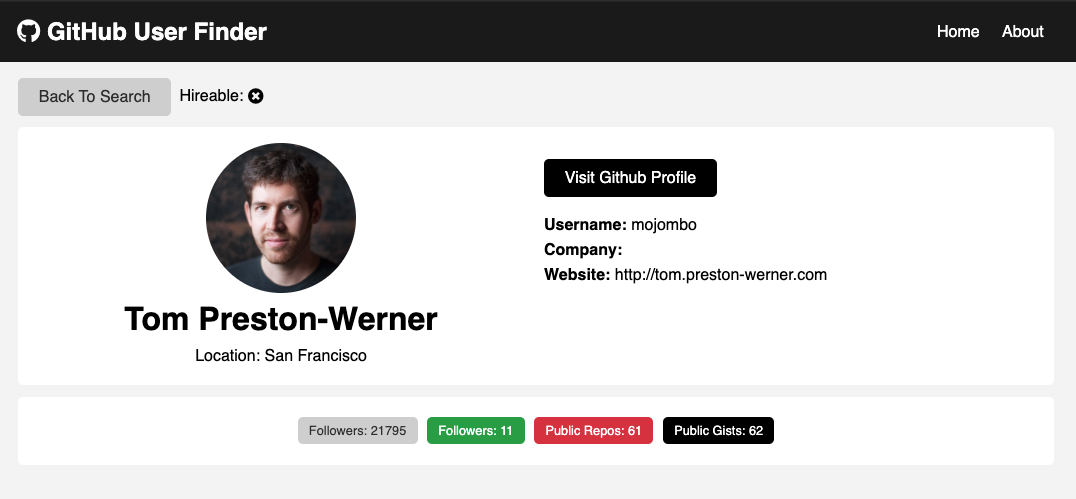 GitHub User Finder Home About
Back To Search Hireable:
Visit Github Profile
Username: mojombo
Company:
Website: http://tom.preston-werner.com
Tom Preston-Werner
Location: San Francisco
Followers: 21795 Followers: 11 Public Repos: 61 Public Gists: 62